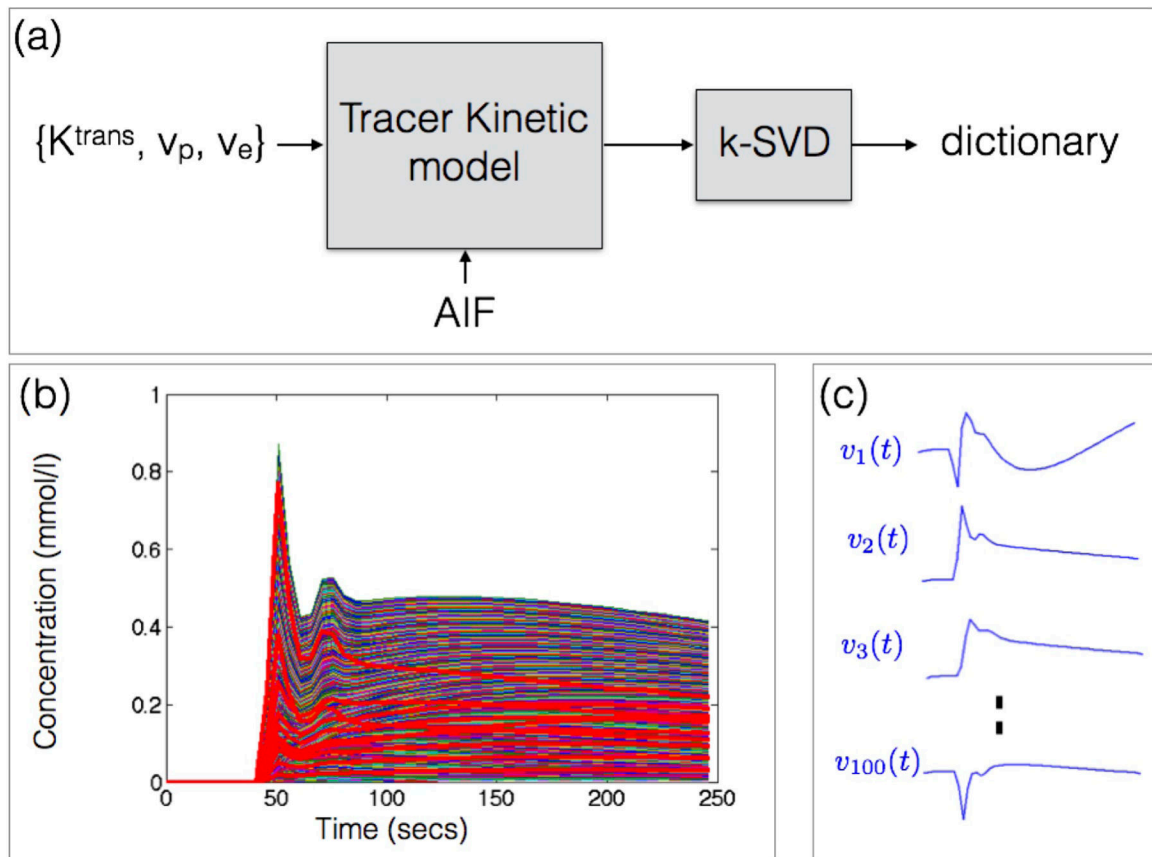 (a)
{K^trans, v_p, v_e}
Tracer Kinetic
model
k-SVD
dictionary
AIF
(b)
Concentration (mmol/l)
1
0.8
0.6
0.4
0.2
0
0 50 100 150 200 250
Time (secs)
(c)
v_1(t)
v_2(t)
v_3(t)
v_100(t)